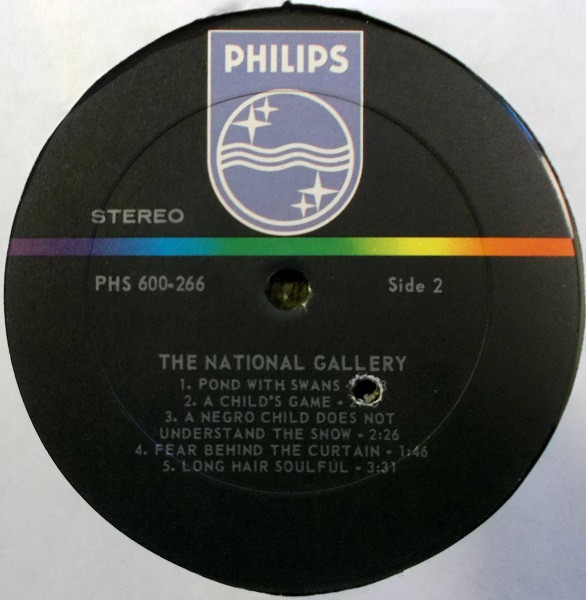 PHILIPS
STEREO
PHS 600-266
Side 2
THE NATIONAL GALLERY
1. POND WITH SWANS
2. A CHILD'S GAME -
3. A NEGRO CHILD DOES NOT
UNDERSTAND THE SNOW - 2:26
4. FEAR BEHIND THE CURTAIN - 1:46
5. LONG HAIR SOULFUL - 3:31